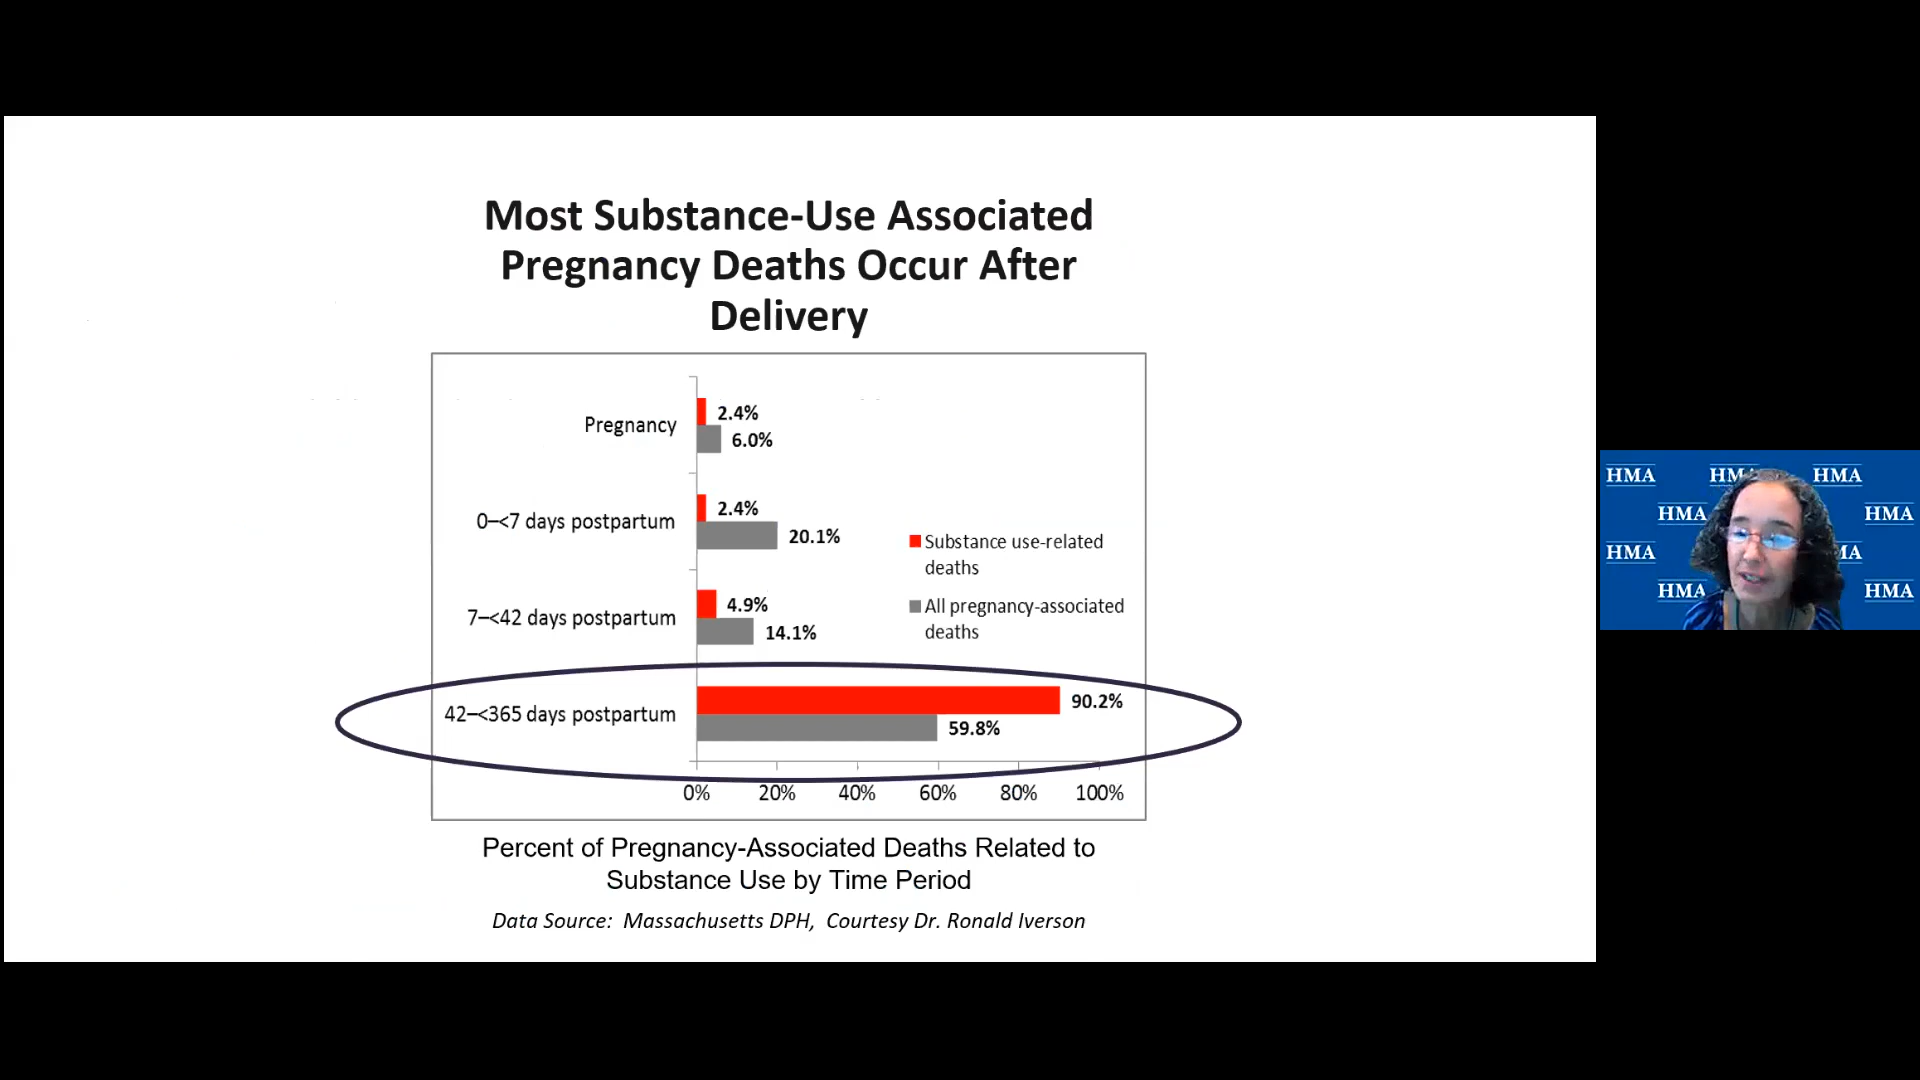 Most Substance-Use Associated
Pregnancy Deaths Occur After
Delivery
Pregnancy
2.4%
6.0%
0–<7 days postpartum
2.4%
20.1%
7–<42 days postpartum
4.9%
14.1%
42–<365 days postpartum
90.2%
59.8%
Substance use-related
deaths
All pregnancy-associated
deaths
0% 20% 40% 60% 80% 100%
Percent of Pregnancy-Associated Deaths Related to
Substance Use by Time Period
Data Source: Massachusetts DPH, Courtesy Dr. Ronald Iverson
HMA HMA HMA
HMA HMA
HMA MA
HMA HMA